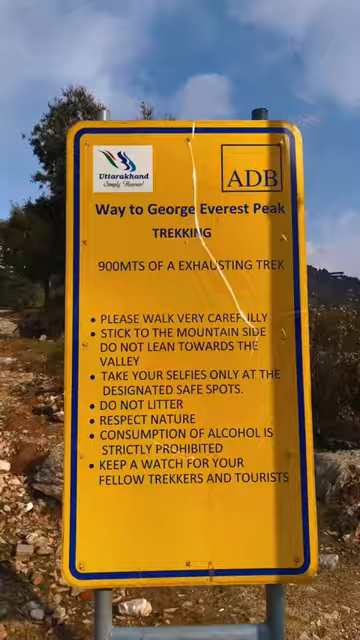 Uttarakhand
Simply Heaven!
ADB
Way to George Everest Peak
TREKKING
900MTS OF A EXHAUSTING TREK
• PLEASE WALK VERY CAREFULLY
• STICK TO THE MOUNTAIN SIDE
DO NOT LEAN TOWARDS THE
VALLEY
• TAKE YOUR SELFIES ONLY AT THE
DESIGNATED SAFE SPOTS.
• DO NOT LITTER
• RESPECT NATURE
• CONSUMPTION OF ALCOHOL IS
STRICTLY PROHIBITED
• KEEP A WATCH FOR YOUR
FELLOW TREKKERS AND TOURISTS